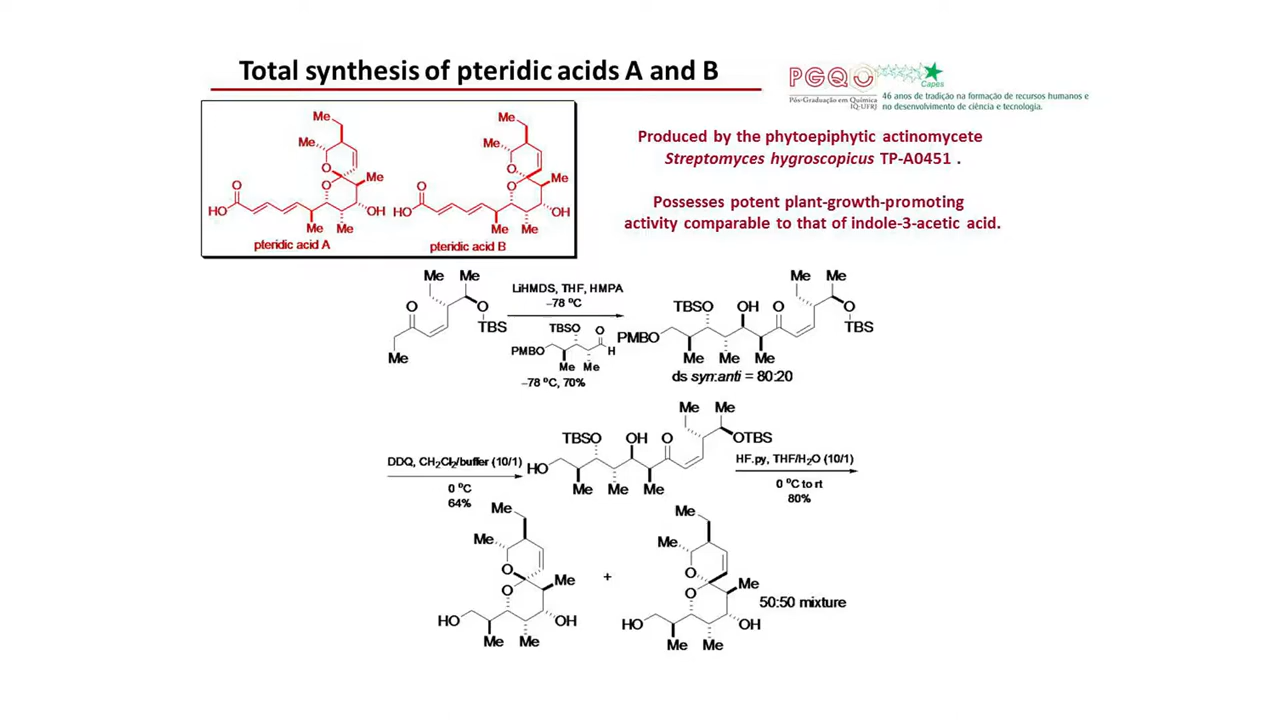 Total synthesis of pteridic acids A and B
PGQ
Capes
Pós-Graduação em Química
IQ-UFRJ
46 anos de tradição na formação de recursos humanos e
no desenvolvimento de ciência e tecnologia.
Me
Me
O
O
Me
O
HO
OH
Me
Me
pteridic acid A
Me
Me
O
O
Me
O
HO
OH
Me
Me
pteridic acid B
Produced by the phytoepiphytic actinomycete
Streptomyces hygroscopicus TP-A0451 .
Possesses potent plant-growth-promoting
activity comparable to that of indole-3-acetic acid.
Me Me
O
O
TBS
Me
LiHMDS, THF, HMPA
–78 ºC
TBSO
O
PMBO
H
Me Me
–78 ºC, 70%
Me Me
TBSO OH O
O
TBS
PMBO
Me Me Me
ds syn:anti = 80:20
DDQ, CH₂Cl₂/buffer (10/1)
0 ºC
64%
Me Me
TBSO OH O
OTBS
HO
Me Me Me
HF.py, THF/H₂O (10/1)
0 ºC to rt
80%
Me
Me
O
O
Me
HO
OH
Me Me
+
Me
Me
O
O
Me
HO
OH
Me Me
50:50 mixture